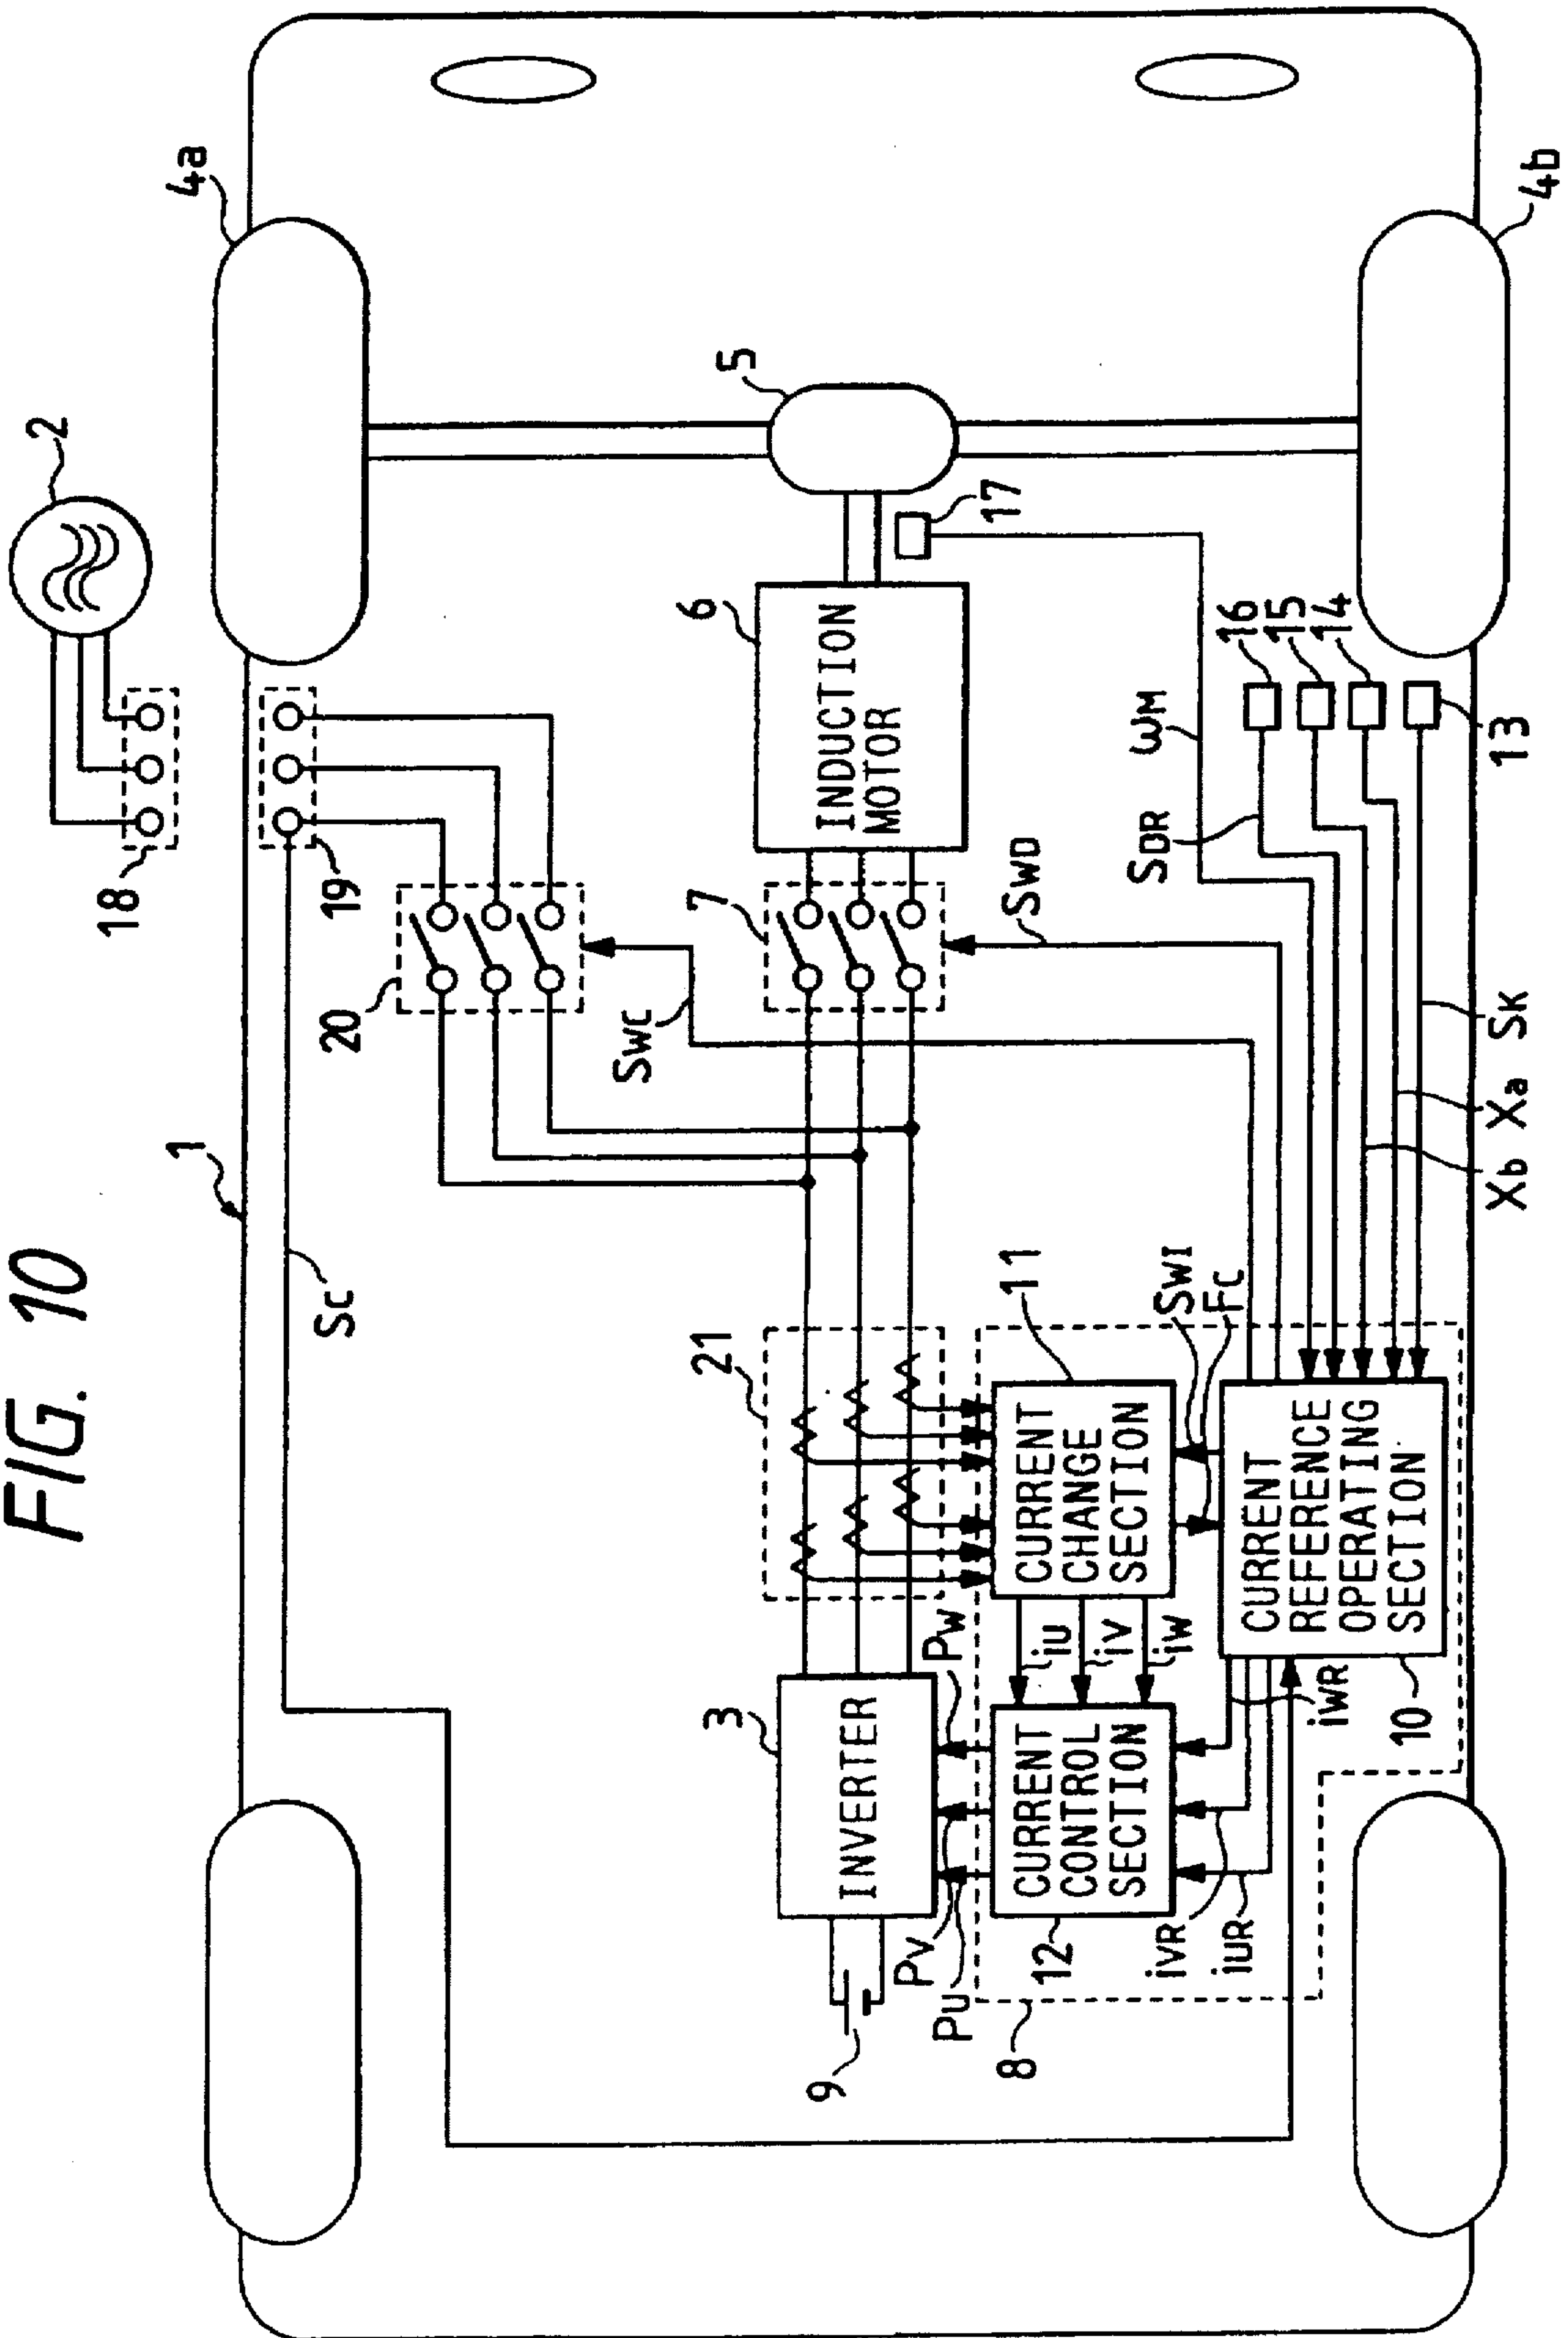 FIG. 10
1
2
4a
4b
18
19
20
SC
SWC
5
6
INDUCTION
MOTOR
17
7
SWD
ωM
SDR
16
15
14
13
SK
Xa
Xb
21
3
INVERTER
9
PW
PV
PU
11
CURRENT
CHANGE
SECTION
SWI
FC
iU
iV
iW
12
CURRENT
CONTROL
SECTION
iVR
iUR
iWR
8
10
CURRENT
REFERENCE
OPERATING
SECTION